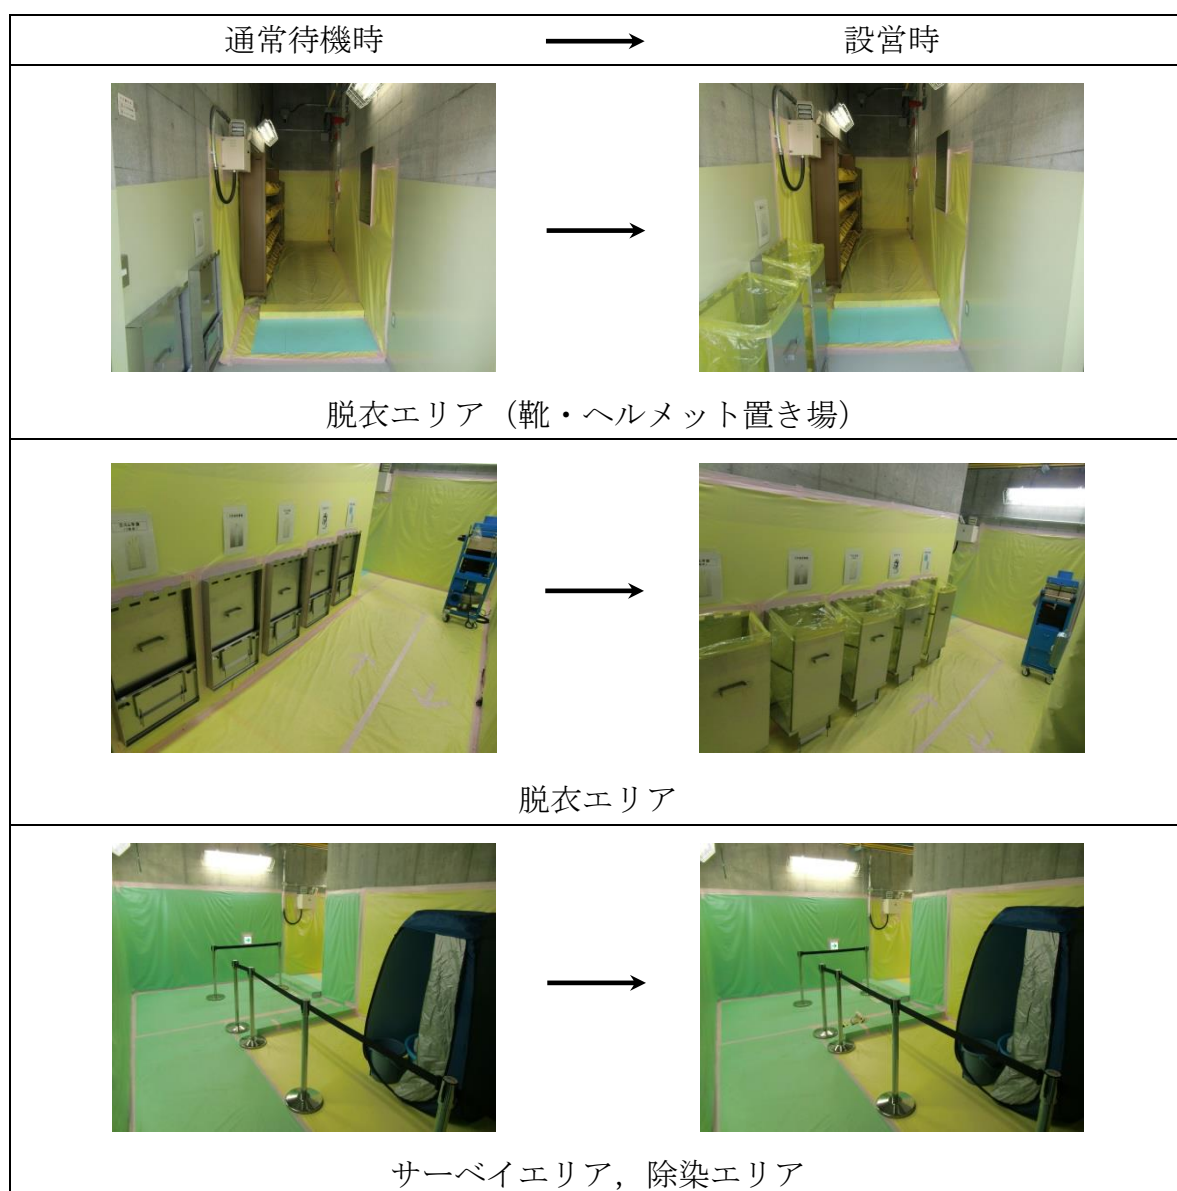 通常待機時
設営時
脱衣エリア（靴・ヘルメット置き場）
脱衣エリア
サーベイエリア，除染エリア